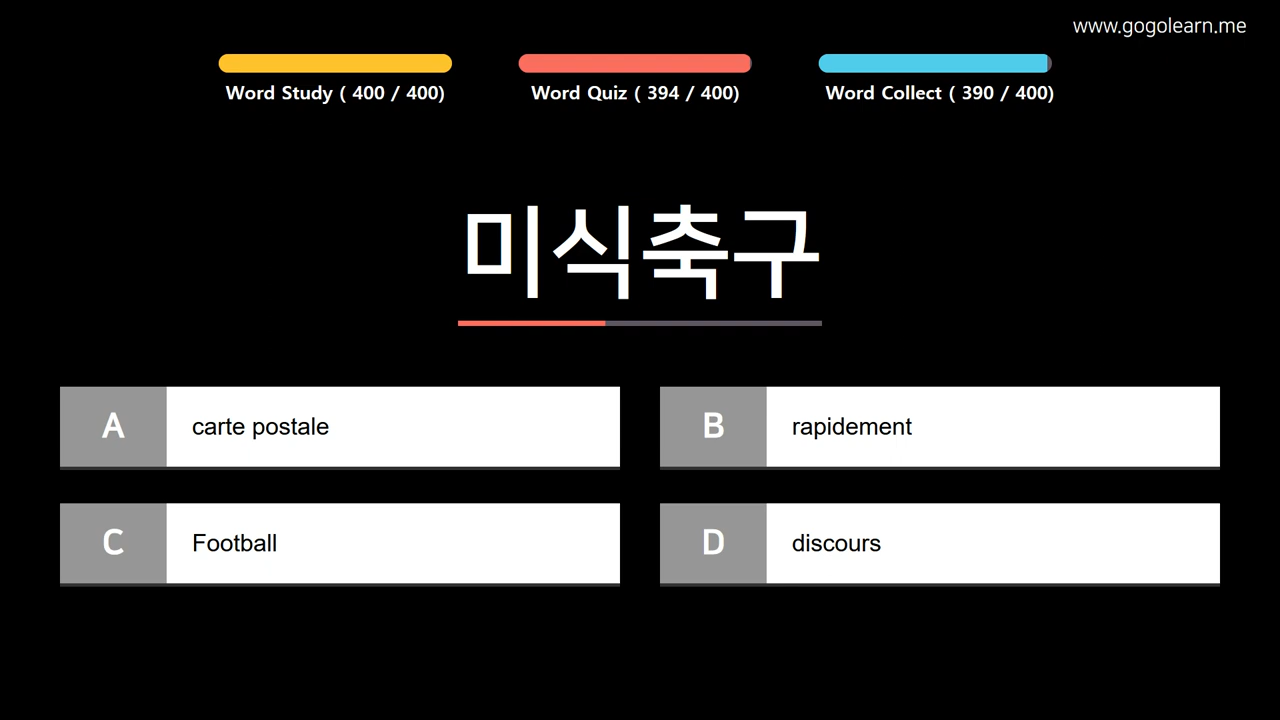 www.gogolearn.me
Word Study ( 400 / 400)
Word Quiz ( 394 / 400)
Word Collect ( 390 / 400)
미식축구
A
carte postale
B
rapidement
C
Football
D
discours